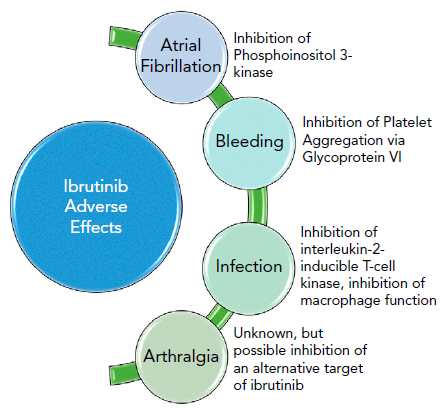 Ibrutinib
Adverse
Effects
Atrial
Fibrillation
Inhibition of
Phosphoinositol 3-
kinase
Bleeding
Inhibition of Platelet
Aggregation via
Glycoprotein VI
Infection
Inhibition of
interleukin-2-
inducible T-cell
kinase, inhibition of
macrophage function
Arthralgia
Unknown, but
possible inhibition of
an alternative target
of ibrutinib